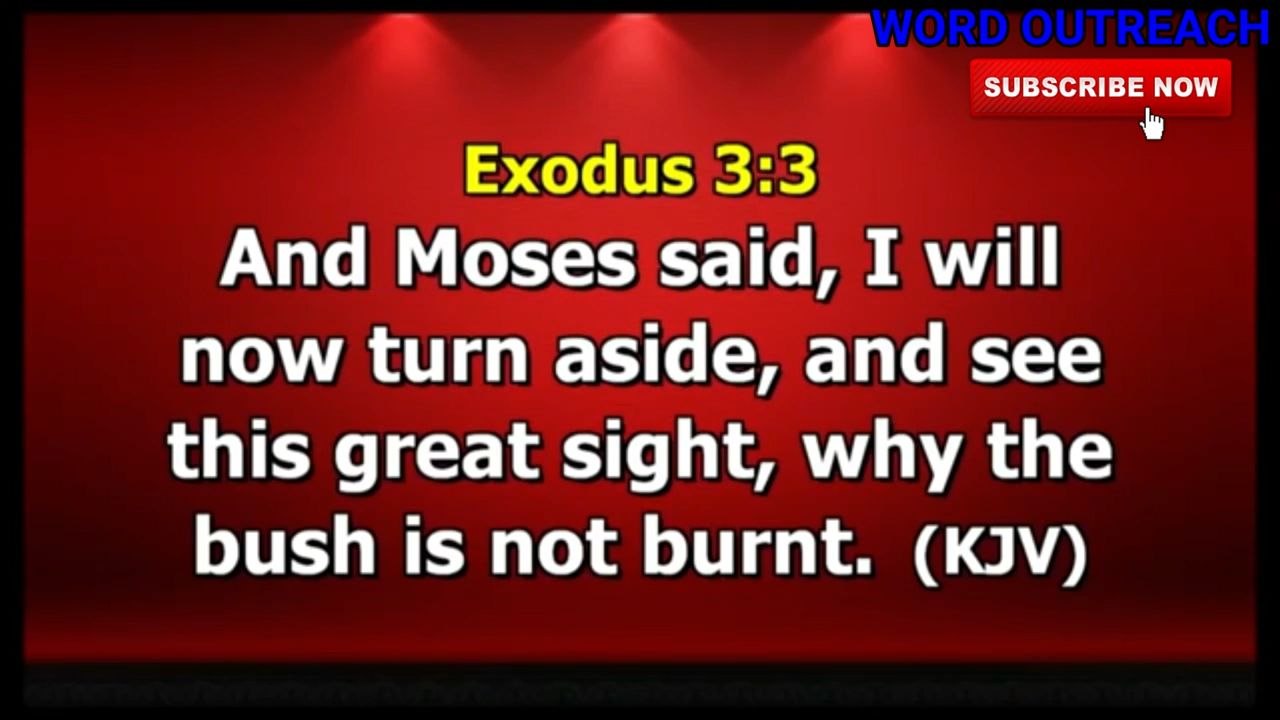 WORD OUTREACH
SUBSCRIBE NOW
Exodus 3:3
And Moses said, I will
now turn aside, and see
this great sight, why the
bush is not burnt. (KJV)